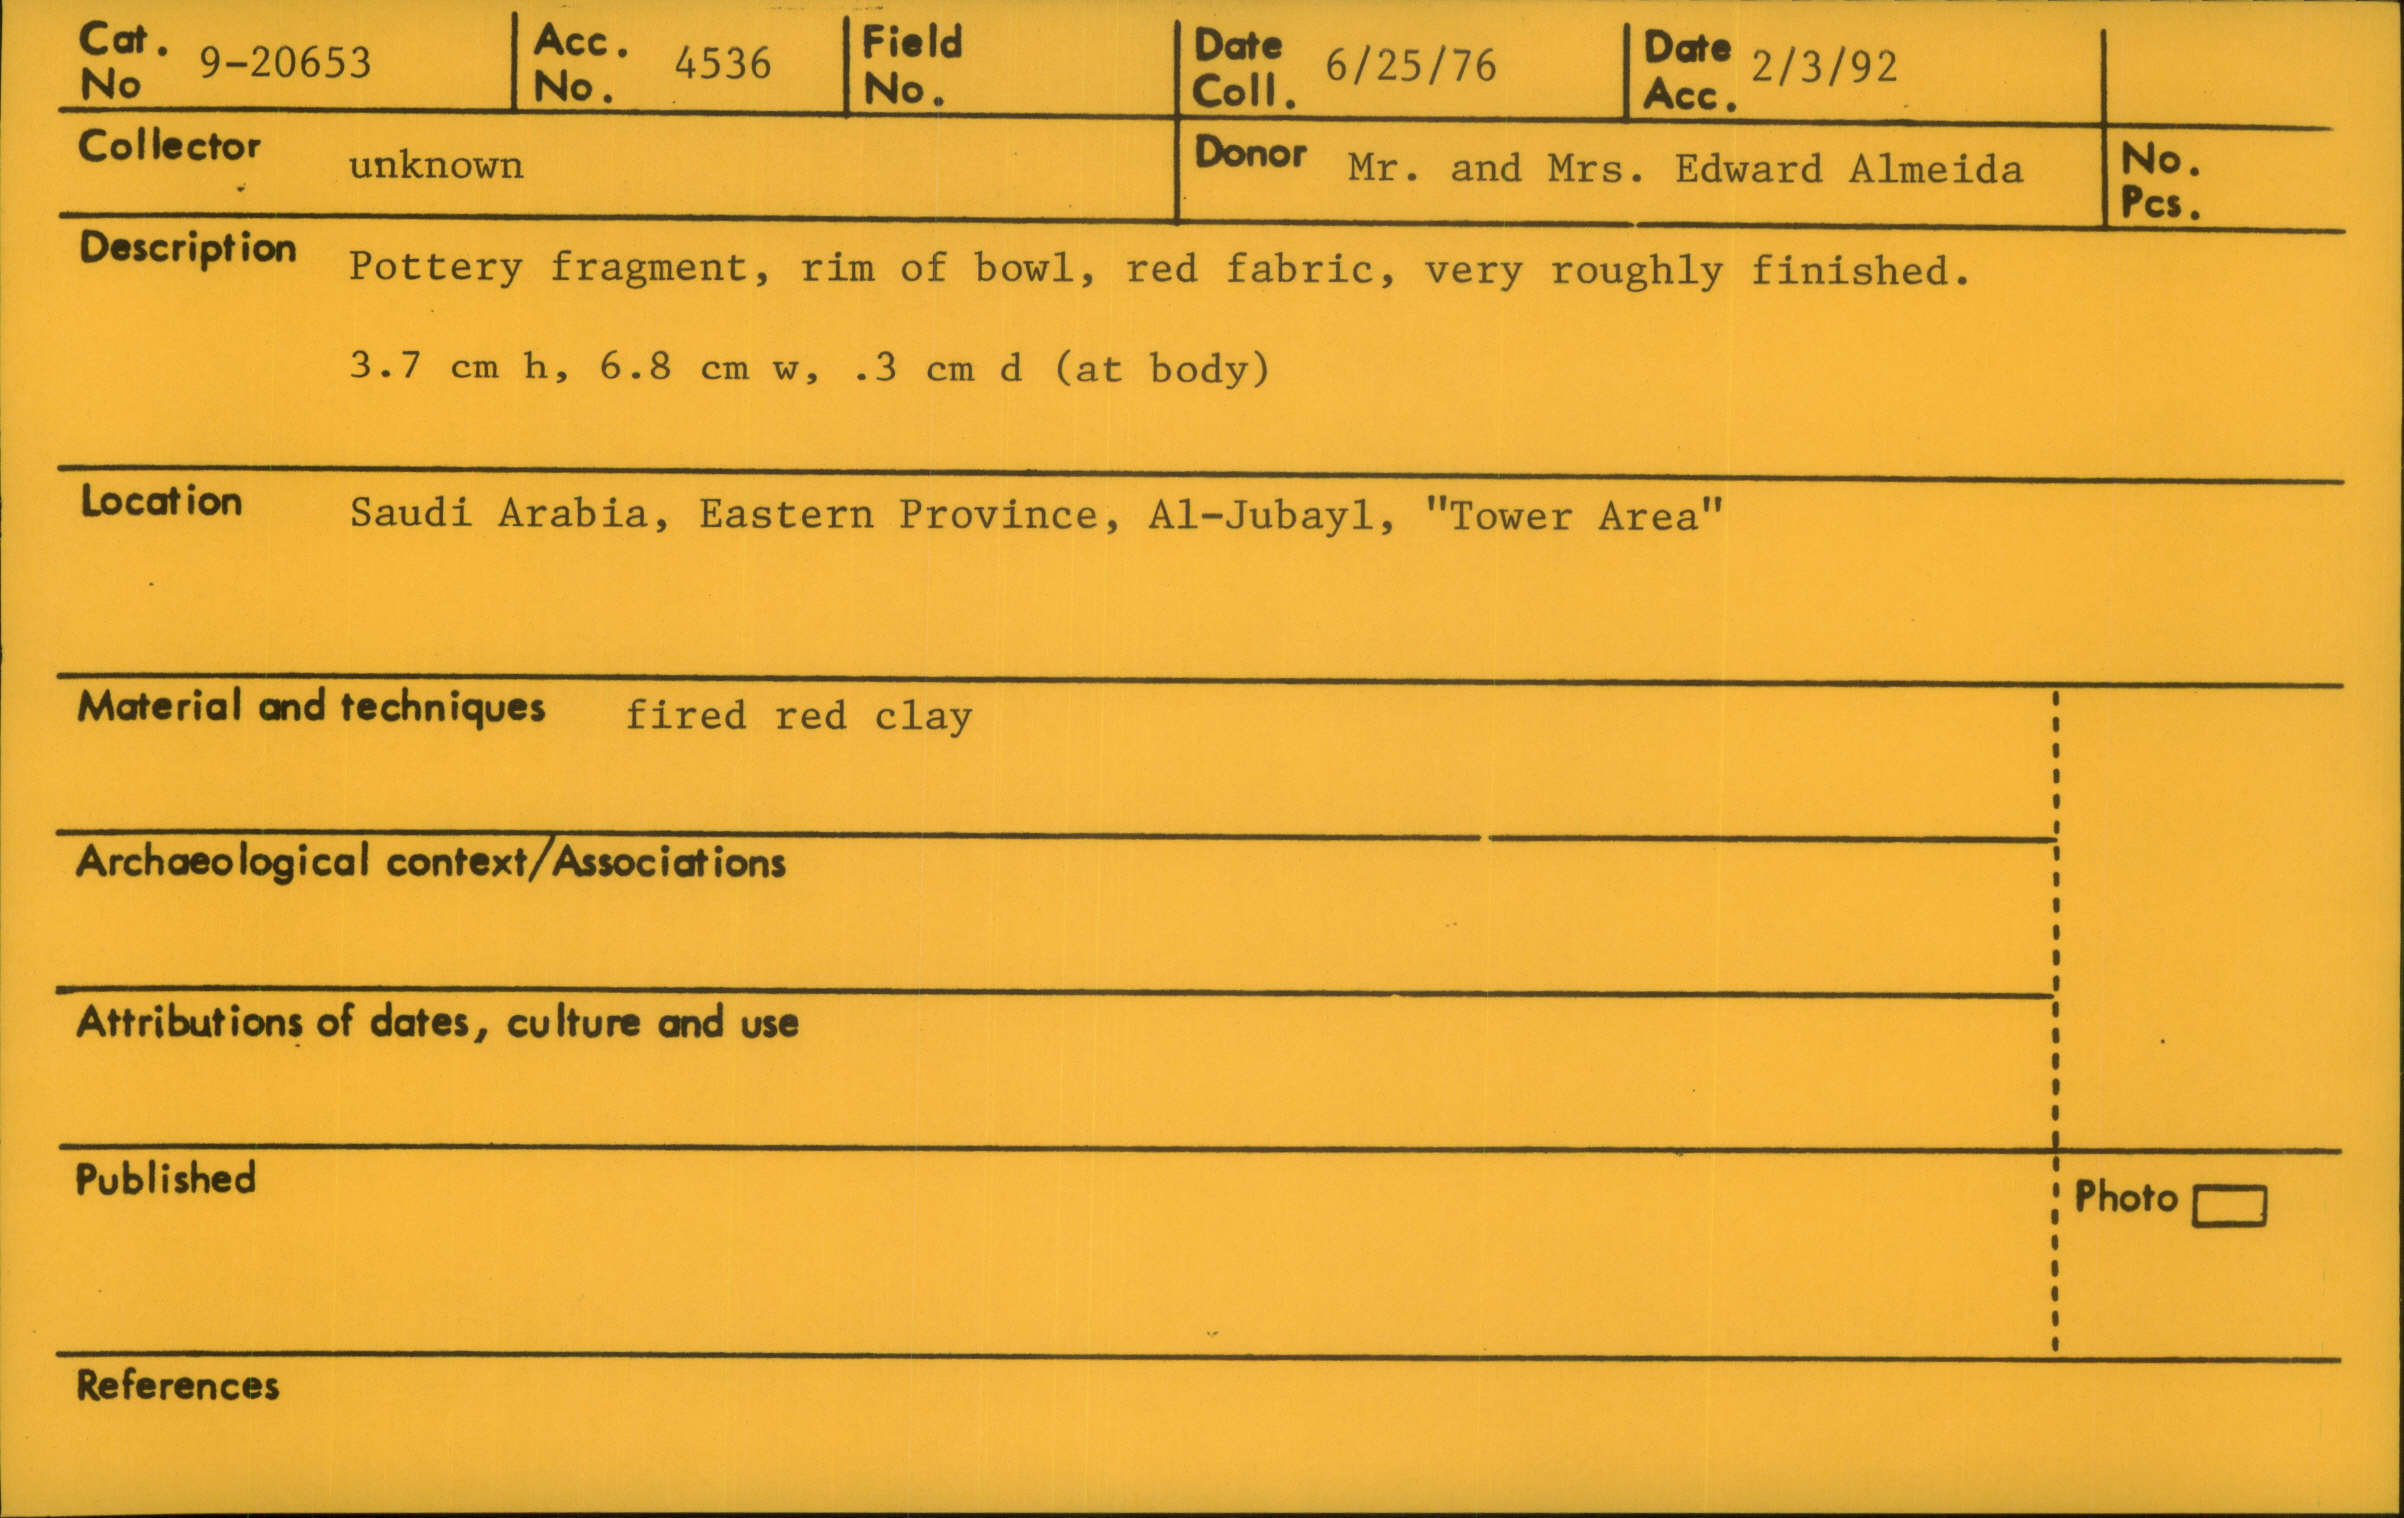 Cat. No 9-20653 Acc. No. 4536 Field No. Date Coll. 6/25/76 Date Acc. 2/3/92
Collector unknown Donor Mr. and Mrs. Edward Almeida No. Pcs.
Description Pottery fragment, rim of bowl, red fabric, very roughly finished.
3.7 cm h, 6.8 cm w, .3 cm d (at body)
Location Saudi Arabia, Eastern Province, Al-Jubayl, "Tower Area"
Material and techniques fired red clay
Archaeological context/Associations
Attributions of dates, culture and use
Published
Photo
References